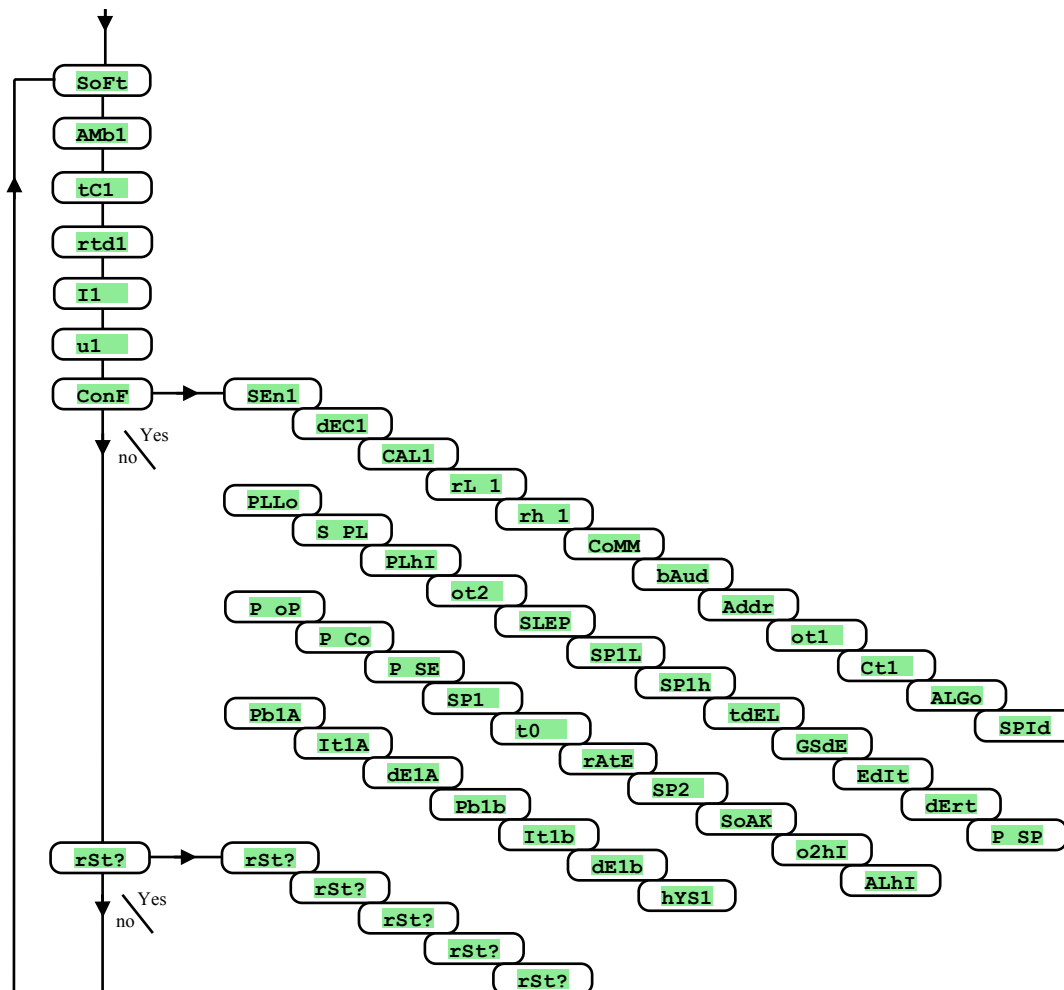 SoFt
AMb1
tC1
rtd1
I1
u1
ConF
Yes
no
SEn1
dEC1
CAL1
rL 1
rh 1
CoMM
bAud
Addr
ot1
Ct1
ALGo
SPId
PLLo
S PL
PLhI
ot2
SLEP
SP1L
SP1h
tdEL
GSdE
EdIt
dErt
P SP
P oP
P Co
P SE
SP1
t0
rAtE
SP2
SoAK
o2hI
ALhI
Pb1A
It1A
dE1A
Pb1b
It1b
dE1b
hYS1
rSt?
Yes
no
rSt?
rSt?
rSt?
rSt?
rSt?